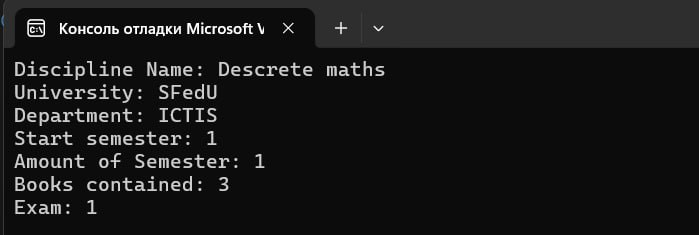 Консоль отладки Microsoft V
Discipline Name: Descrete maths
University: SFedU
Department: ICTIS
Start semester: 1
Amount of Semester: 1
Books contained: 3
Exam: 1